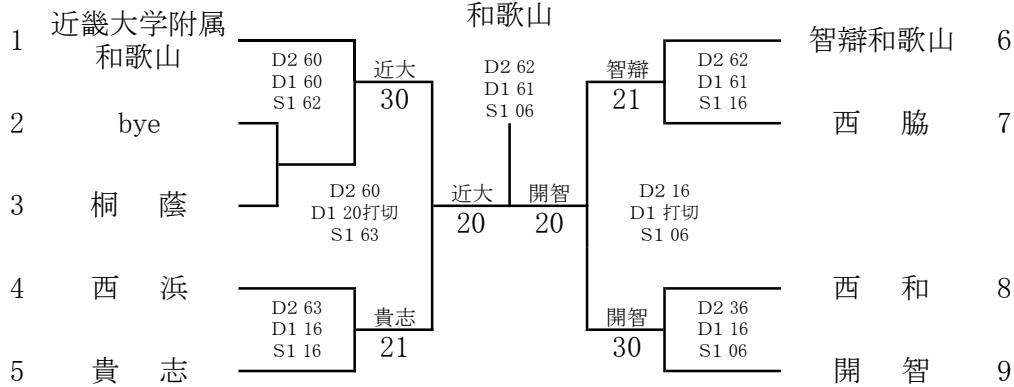 和歌山
1 近畿大学附属
和歌山
D2 60
D1 60
S1 62
近大
30
2 bye
3 桐 蔭
D2 60
D1 20打切
S1 63
近大
20
4 西 浜
D2 63
D1 16
S1 16
貴志
21
5 貴 志
D2 62
D1 61
S1 06
智辯和歌山 6
智辯
21
D2 62
D1 61
S1 16
西 脇 7
開智
20
D2 16
D1 打切
S1 06
西 和 8
開智
30
D2 36
D1 16
S1 06
開 智 9